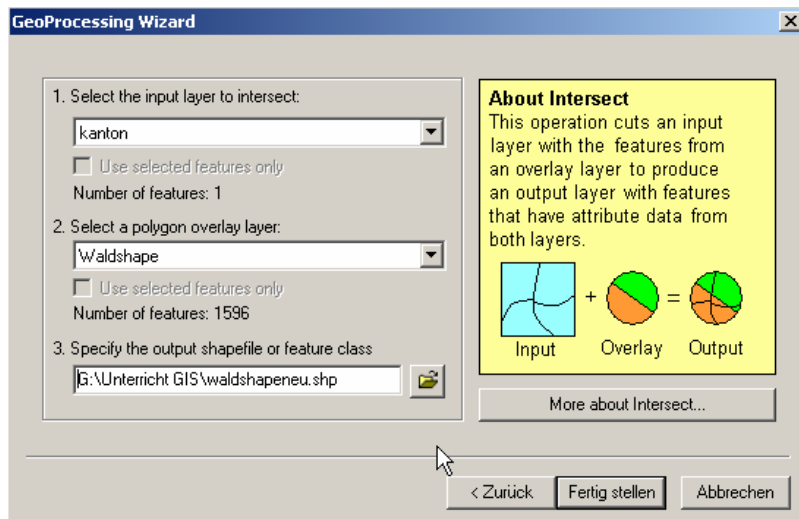 GeoProcessing Wizard
1. Select the input layer to intersect:
kanton
Use selected features only
Number of features: 1
2. Select a polygon overlay layer:
Waldshape
Use selected features only
Number of features: 1596
3. Specify the output shapefile or feature class
G:\Unterricht GIS\waldshapeneu.shp
About Intersect
This operation cuts an input
layer with the features from
an overlay layer to produce
an output layer with features
that have attribute data from
both layers.
+ =
Input Overlay Output
More about Intersect...
< Zurück Fertig stellen Abbrechen